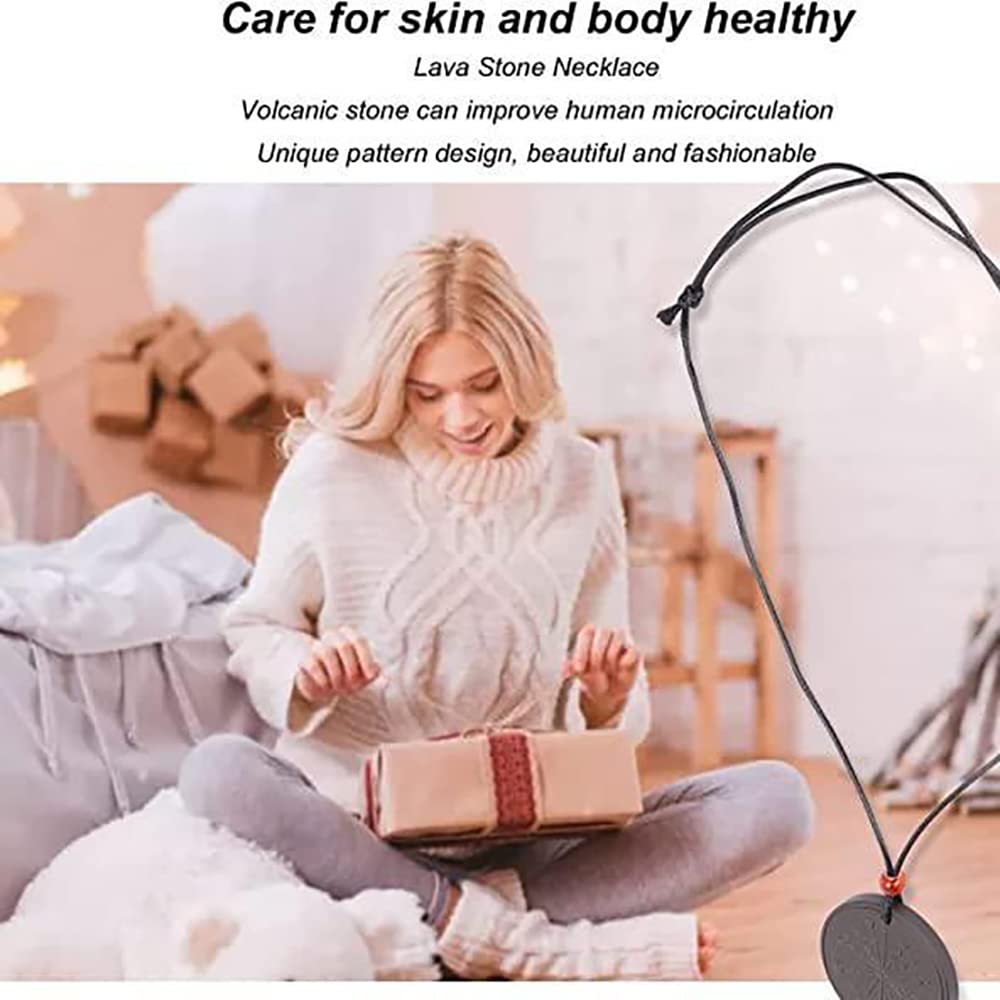 Care for skin and body healthy
Lava Stone Necklace
Volcanic stone can improve human microcirculation
Unique pattern design, beautiful and fashionable